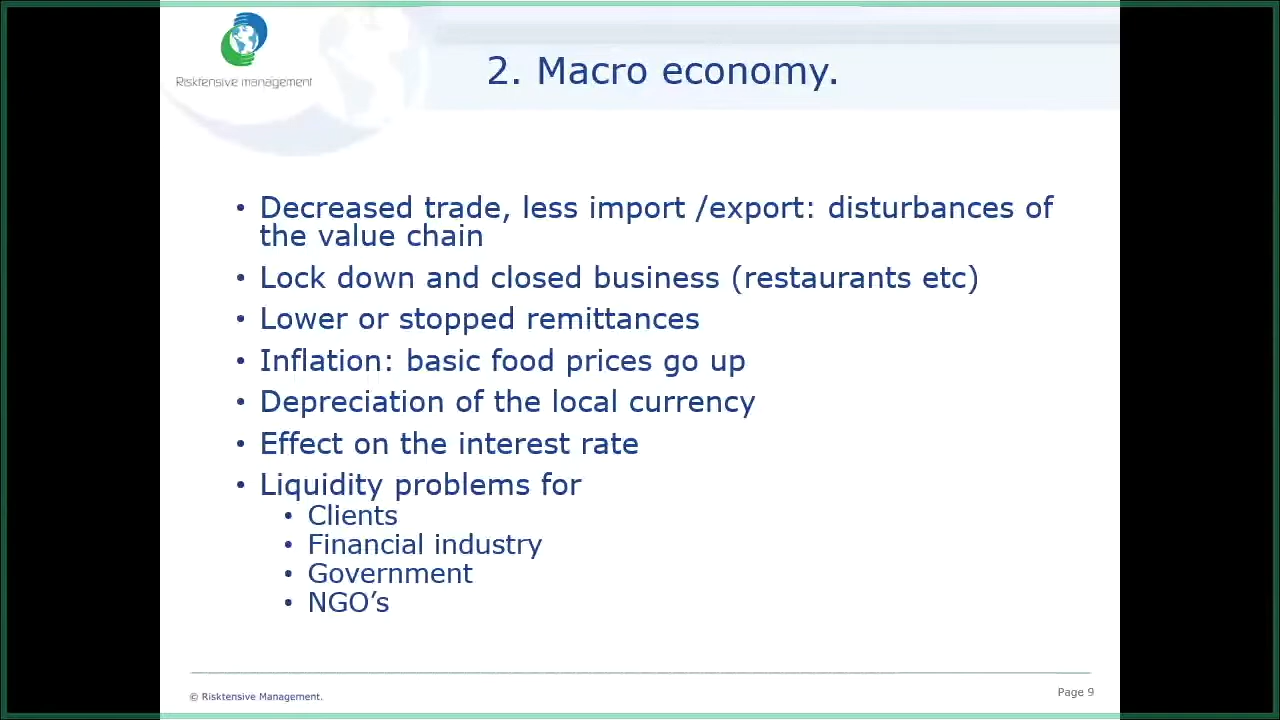 Risktensive management
2. Macro economy.
• Decreased trade, less import /export: disturbances of
the value chain
• Lock down and closed business (restaurants etc)
• Lower or stopped remittances
• Inflation: basic food prices go up
• Depreciation of the local currency
• Effect on the interest rate
• Liquidity problems for
• Clients
• Financial industry
• Government
• NGO’s
© Risktensive Management.
Page 9